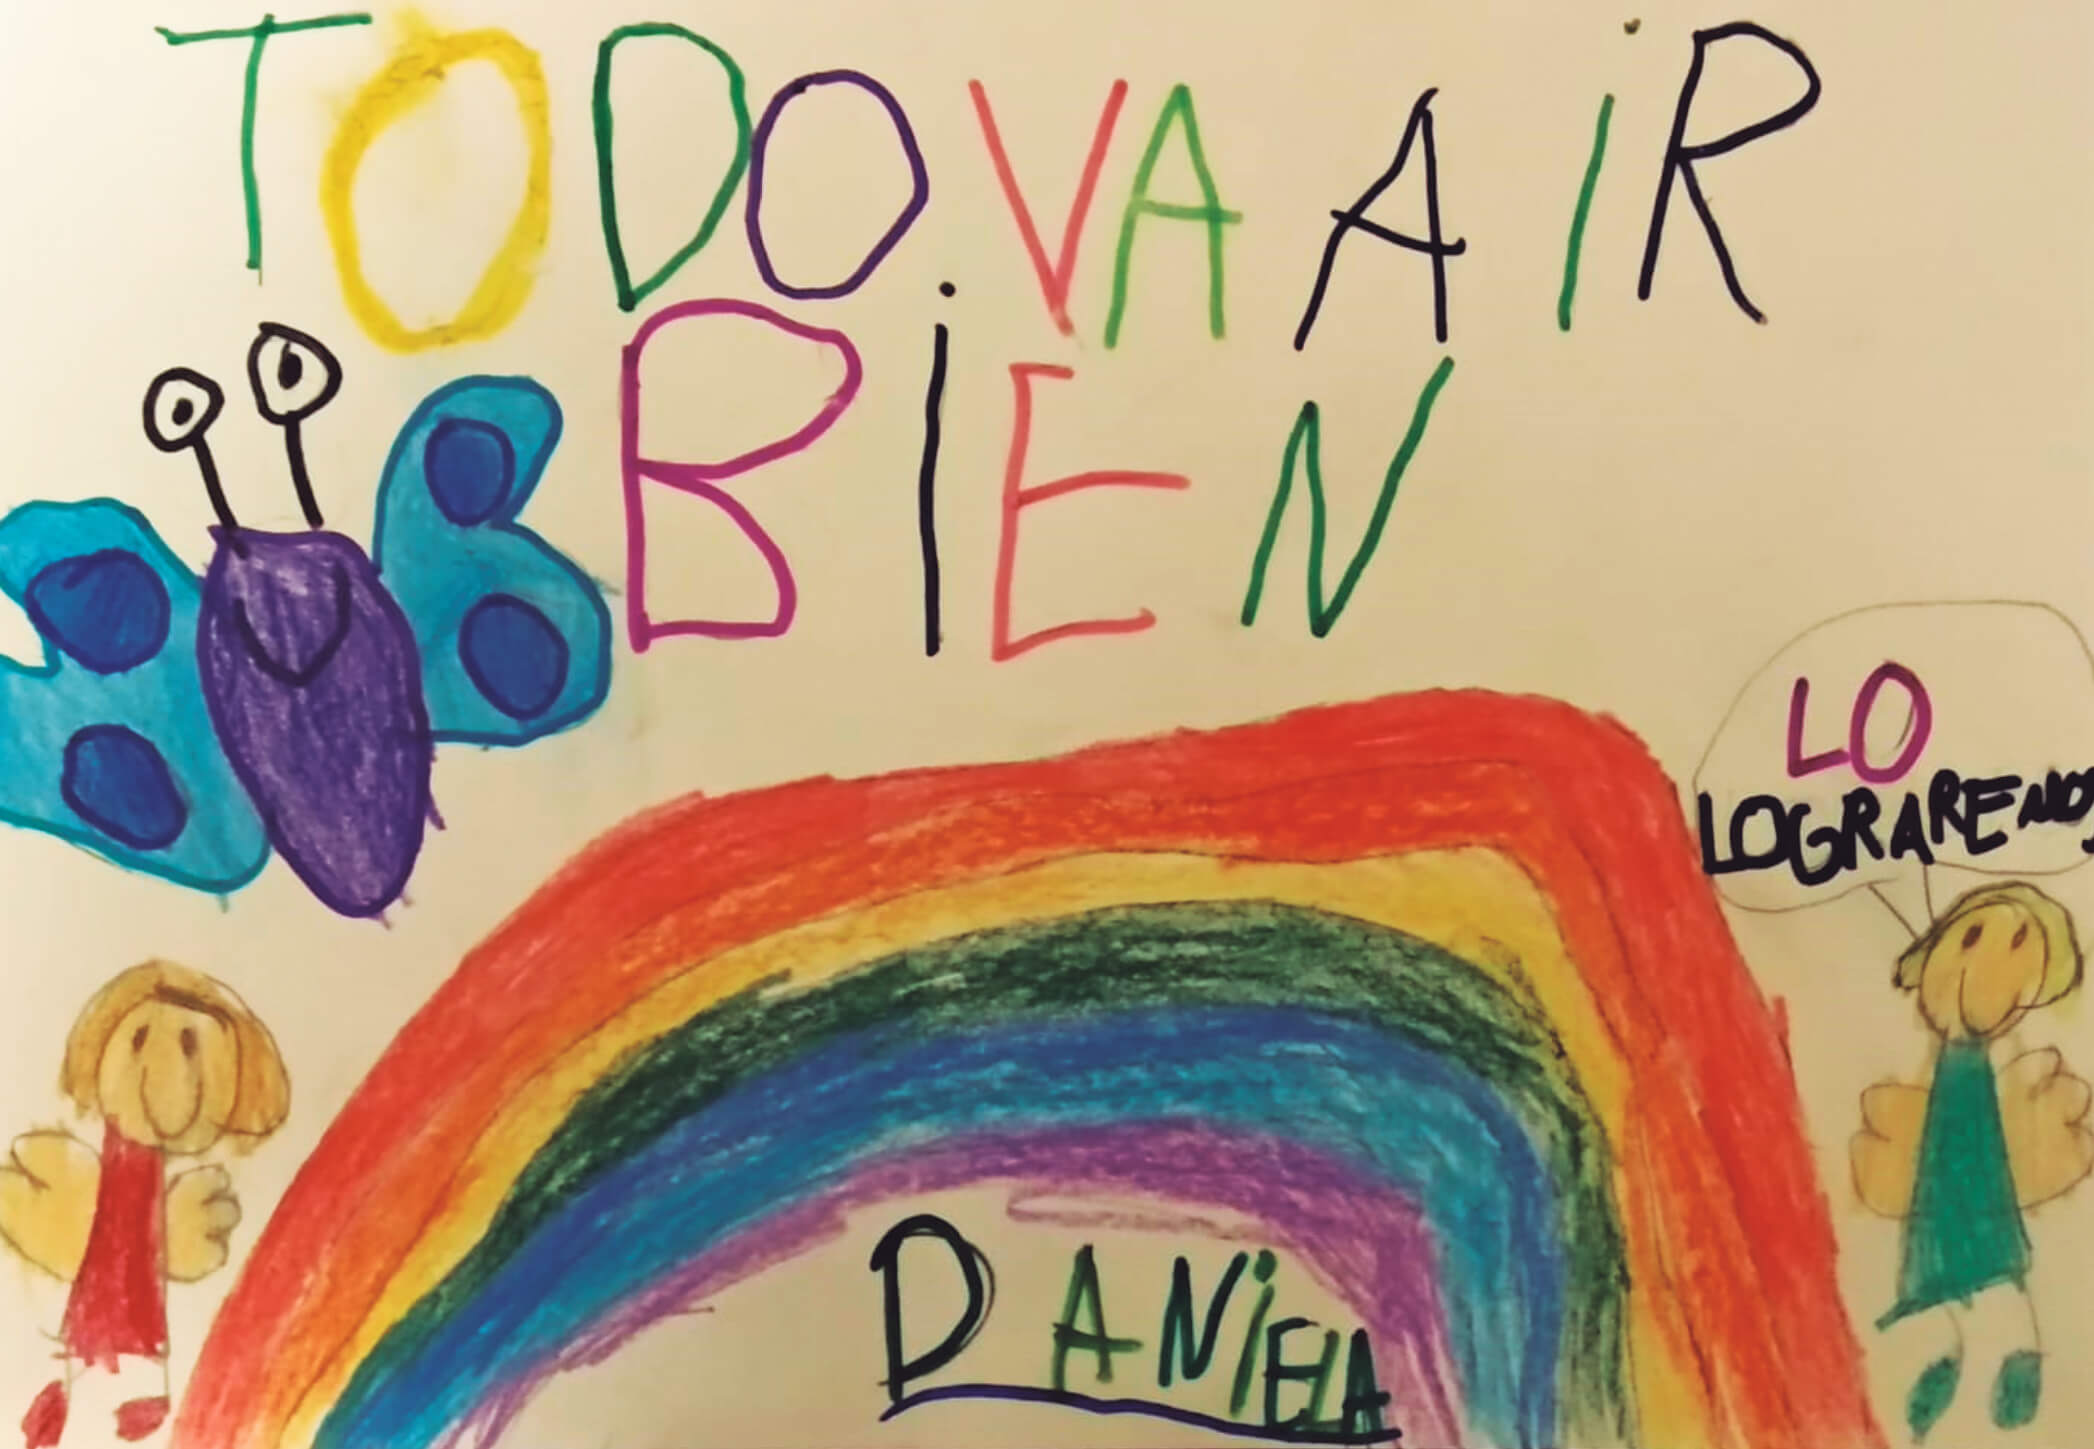 TODO VA A iR
BiEN
LO
LOGRAREMOS
DANiELA